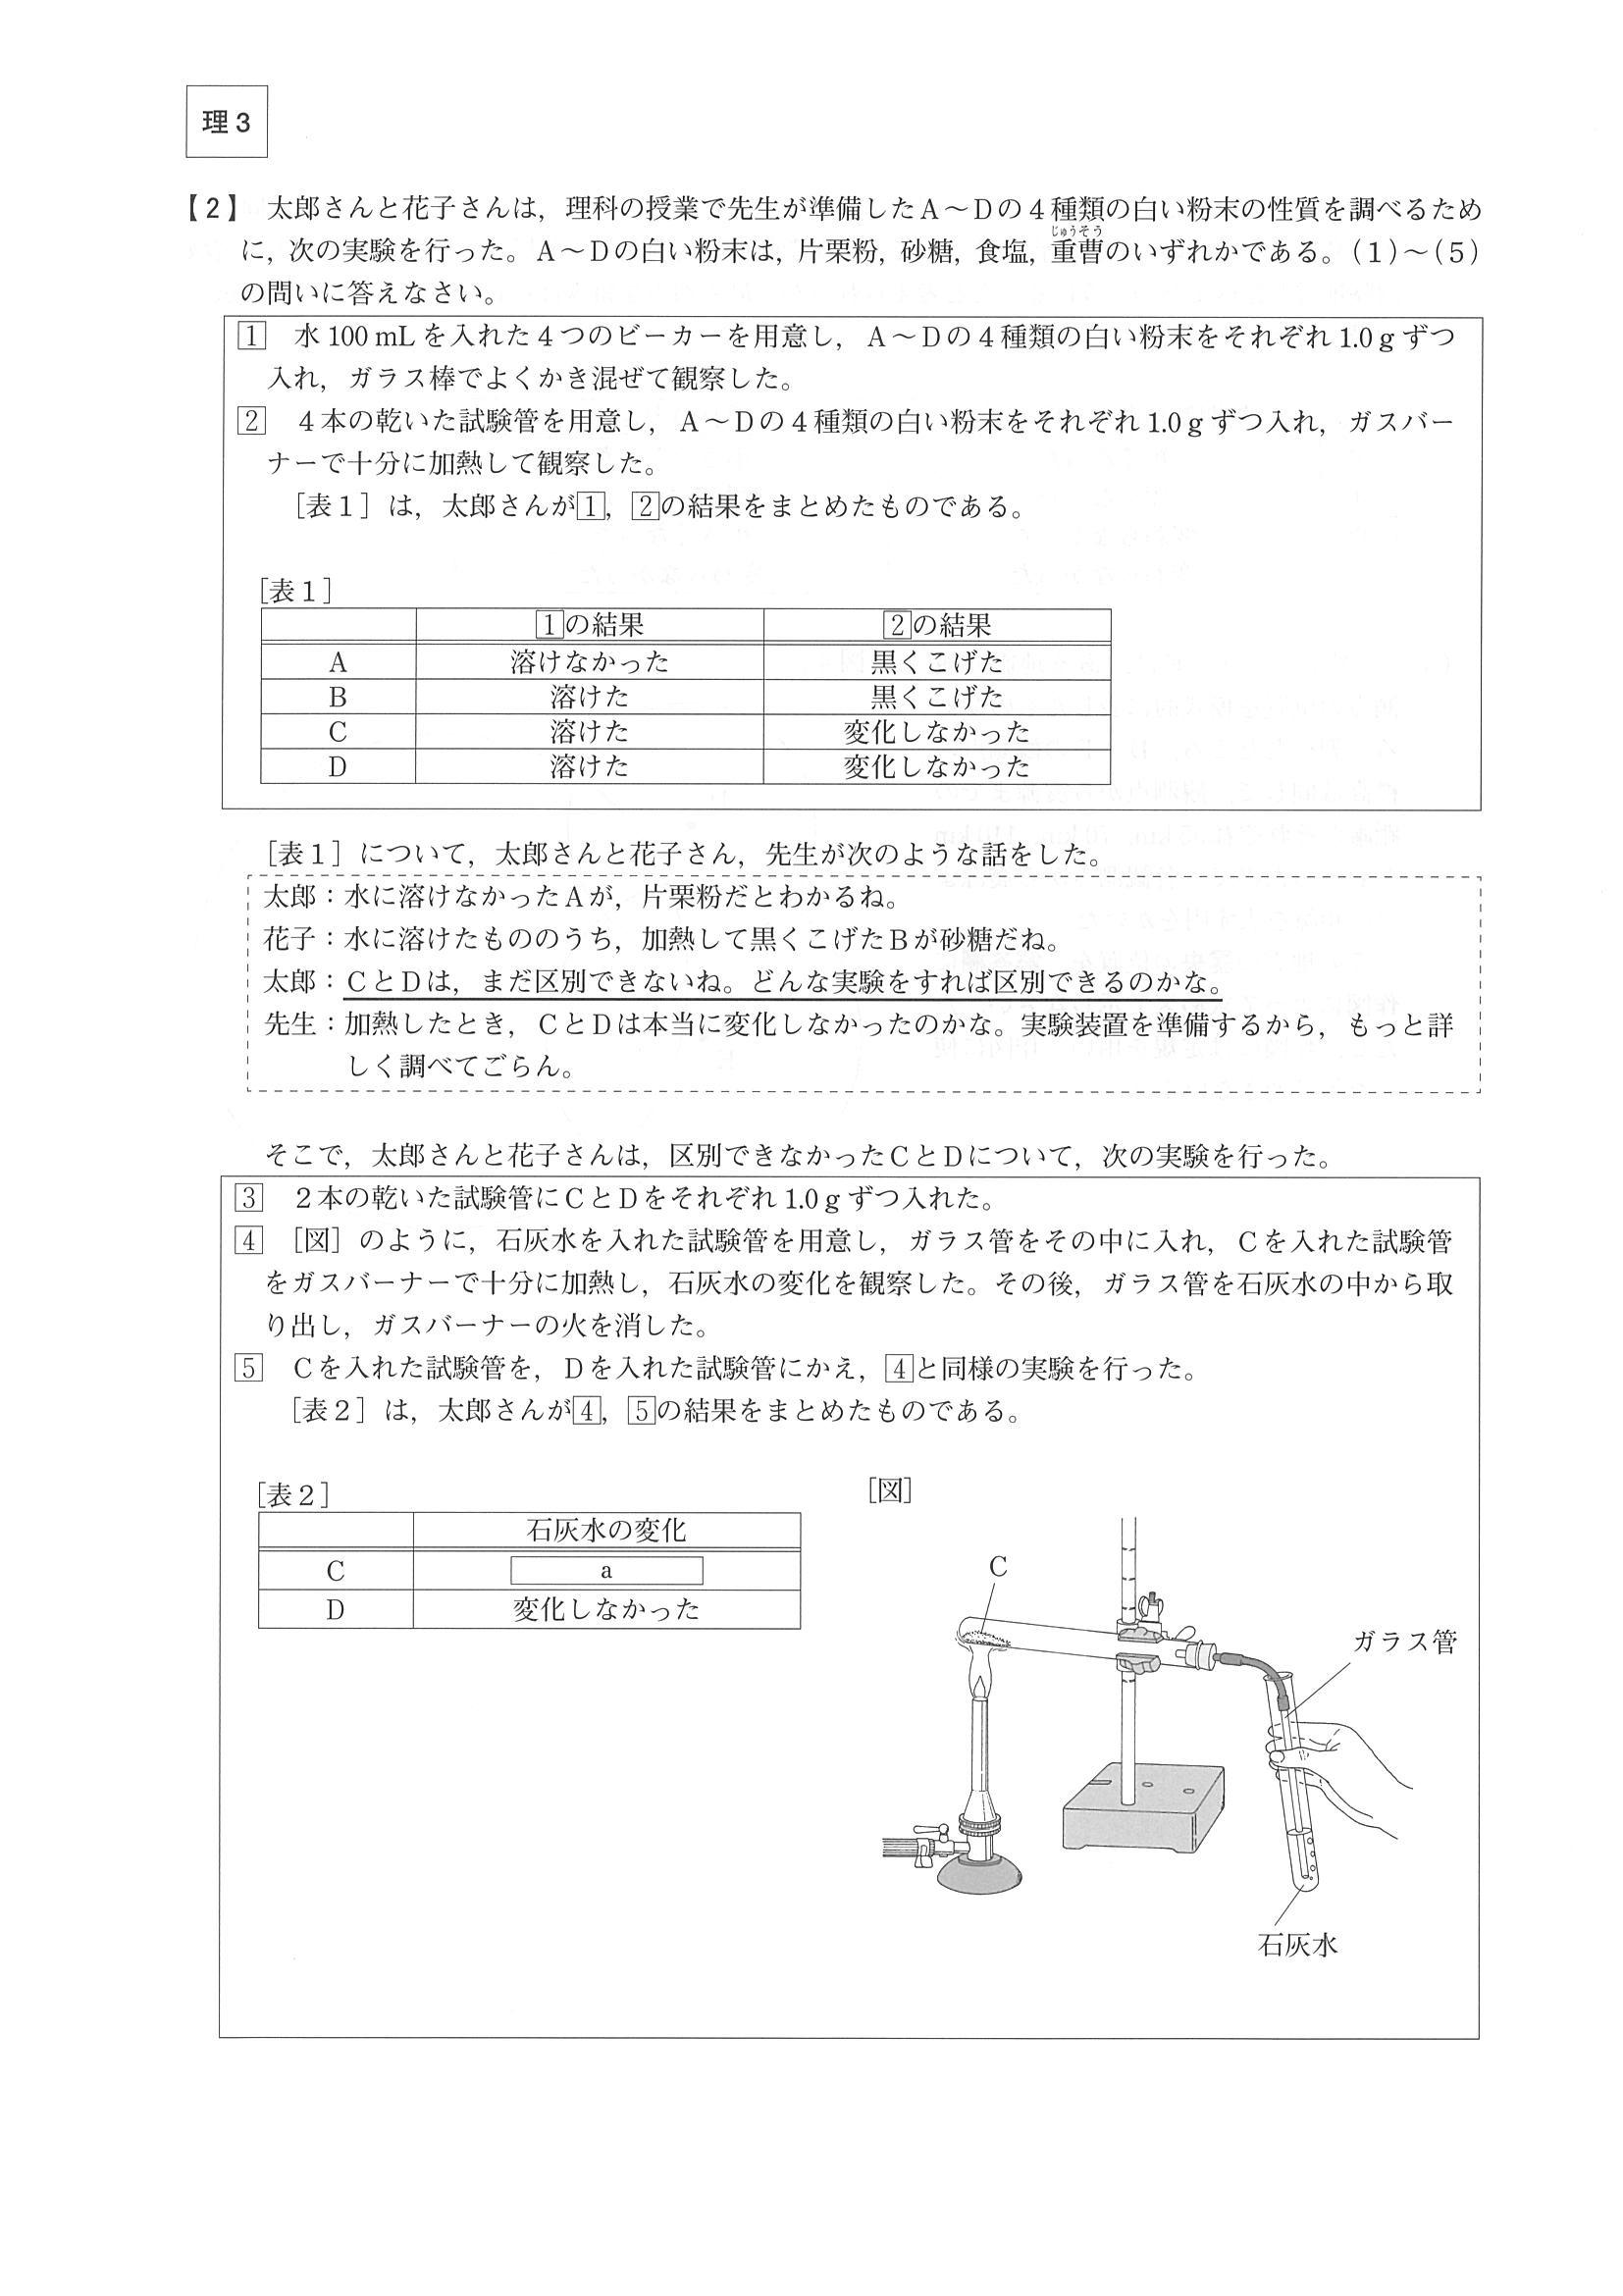 理3
【2】 太郎さんと花子さんは，理科の授業で先生が準備したA～Dの4種類の白い粉末の性質を調べるため
じゅうそう
に，次の実験を行った。A～Dの白い粉末は，片栗粉，砂糖，食塩，重曹のいずれかである。(1)～(5)
の問いに答えなさい。
1 水100 mLを入れた4つのビーカーを用意し，A～Dの4種類の白い粉末をそれぞれ1.0 gずつ
入れ，ガラス棒でよくかき混ぜて観察した。
2 4本の乾いた試験管を用意し，A～Dの4種類の白い粉末をそれぞれ1.0 gずつ入れ，ガスバー
ナーで十分に加熱して観察した。
［表1］は，太郎さんが1，2の結果をまとめたものである。
［表1］
1の結果 2の結果
A 溶けなかった 黒くこげた
B 溶けた 黒くこげた
C 溶けた 変化しなかった
D 溶けた 変化しなかった
［表1］について，太郎さんと花子さん，先生が次のような話をした。
太郎：水に溶けなかったAが，片栗粉だとわかるね。
花子：水に溶けたもののうち，加熱して黒くこげたBが砂糖だね。
太郎：CとDは，まだ区別できないね。どんな実験をすれば区別できるのかな。
先生：加熱したとき，CとDは本当に変化しなかったのかな。実験装置を準備するから，もっと詳
しく調べてごらん。
そこで，太郎さんと花子さんは，区別できなかったCとDについて，次の実験を行った。
3 2本の乾いた試験管にCとDをそれぞれ1.0 gずつ入れた。
4 ［図］のように，石灰水を入れた試験管を用意し，ガラス管をその中に入れ，Cを入れた試験管
をガスバーナーで十分に加熱し，石灰水の変化を観察した。その後，ガラス管を石灰水の中から取
り出し，ガスバーナーの火を消した。
5 Cを入れた試験管を，Dを入れた試験管にかえ，4と同様の実験を行った。
［表2］は，太郎さんが4，5の結果をまとめたものである。
［表2］
石灰水の変化
C a
D 変化しなかった
［図］
C
ガラス管
石灰水